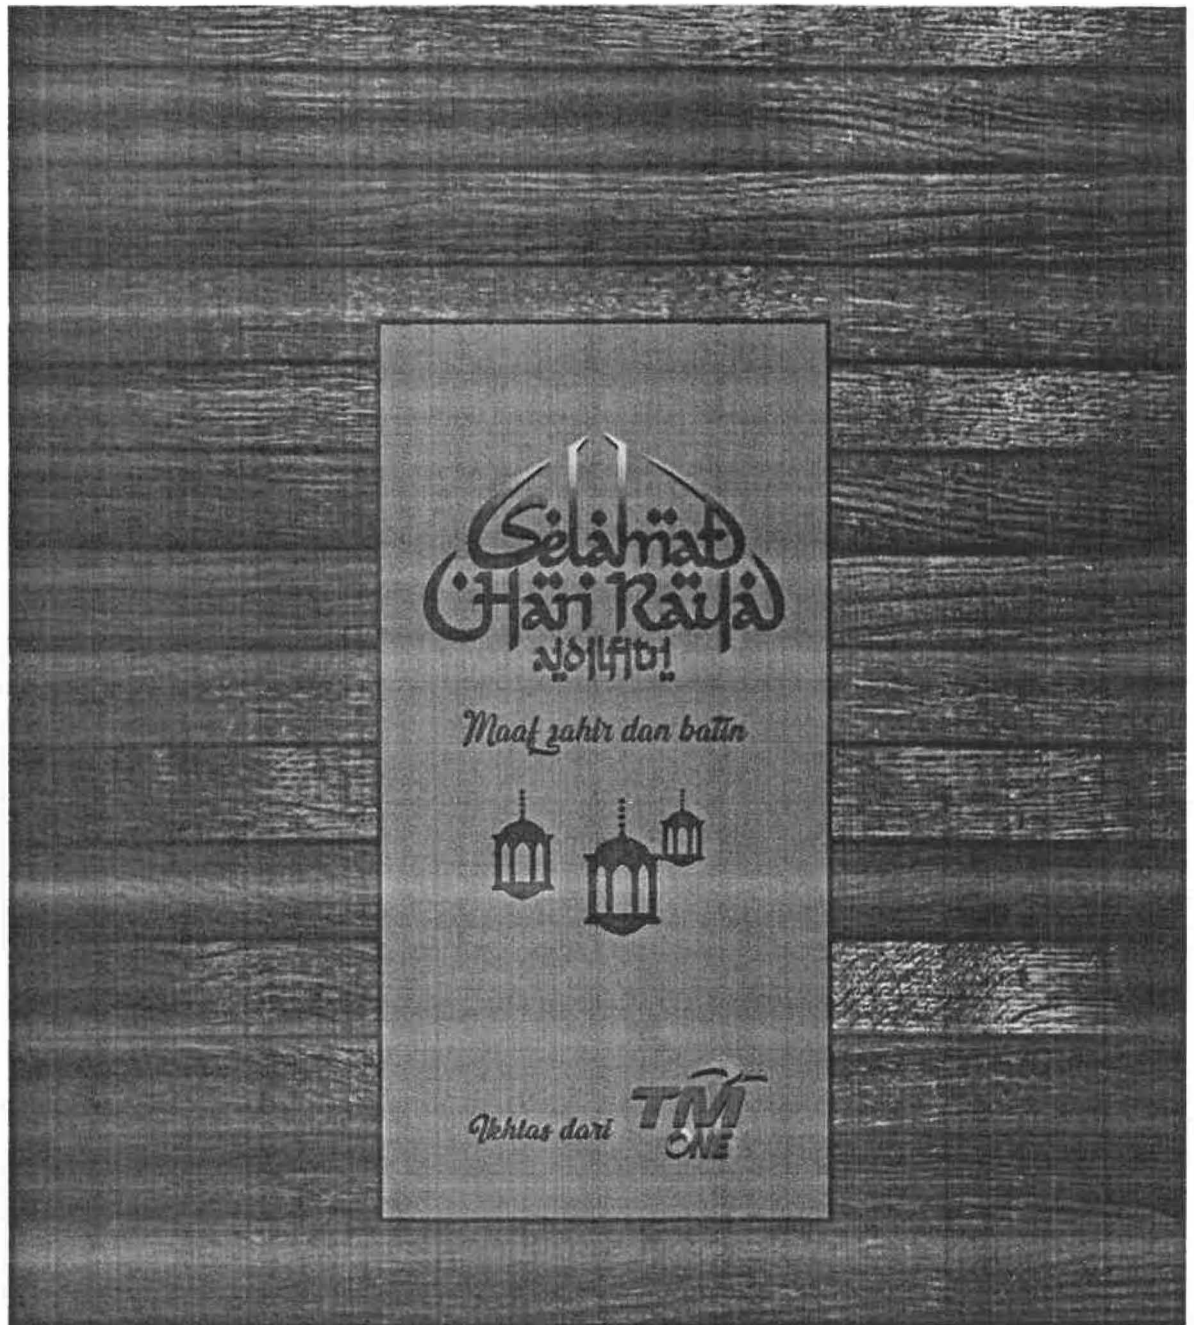 Selamat
Hari Raya
Aidilfitri
Maaf zahir dan batin
Ikhlas dari
TM
ONE